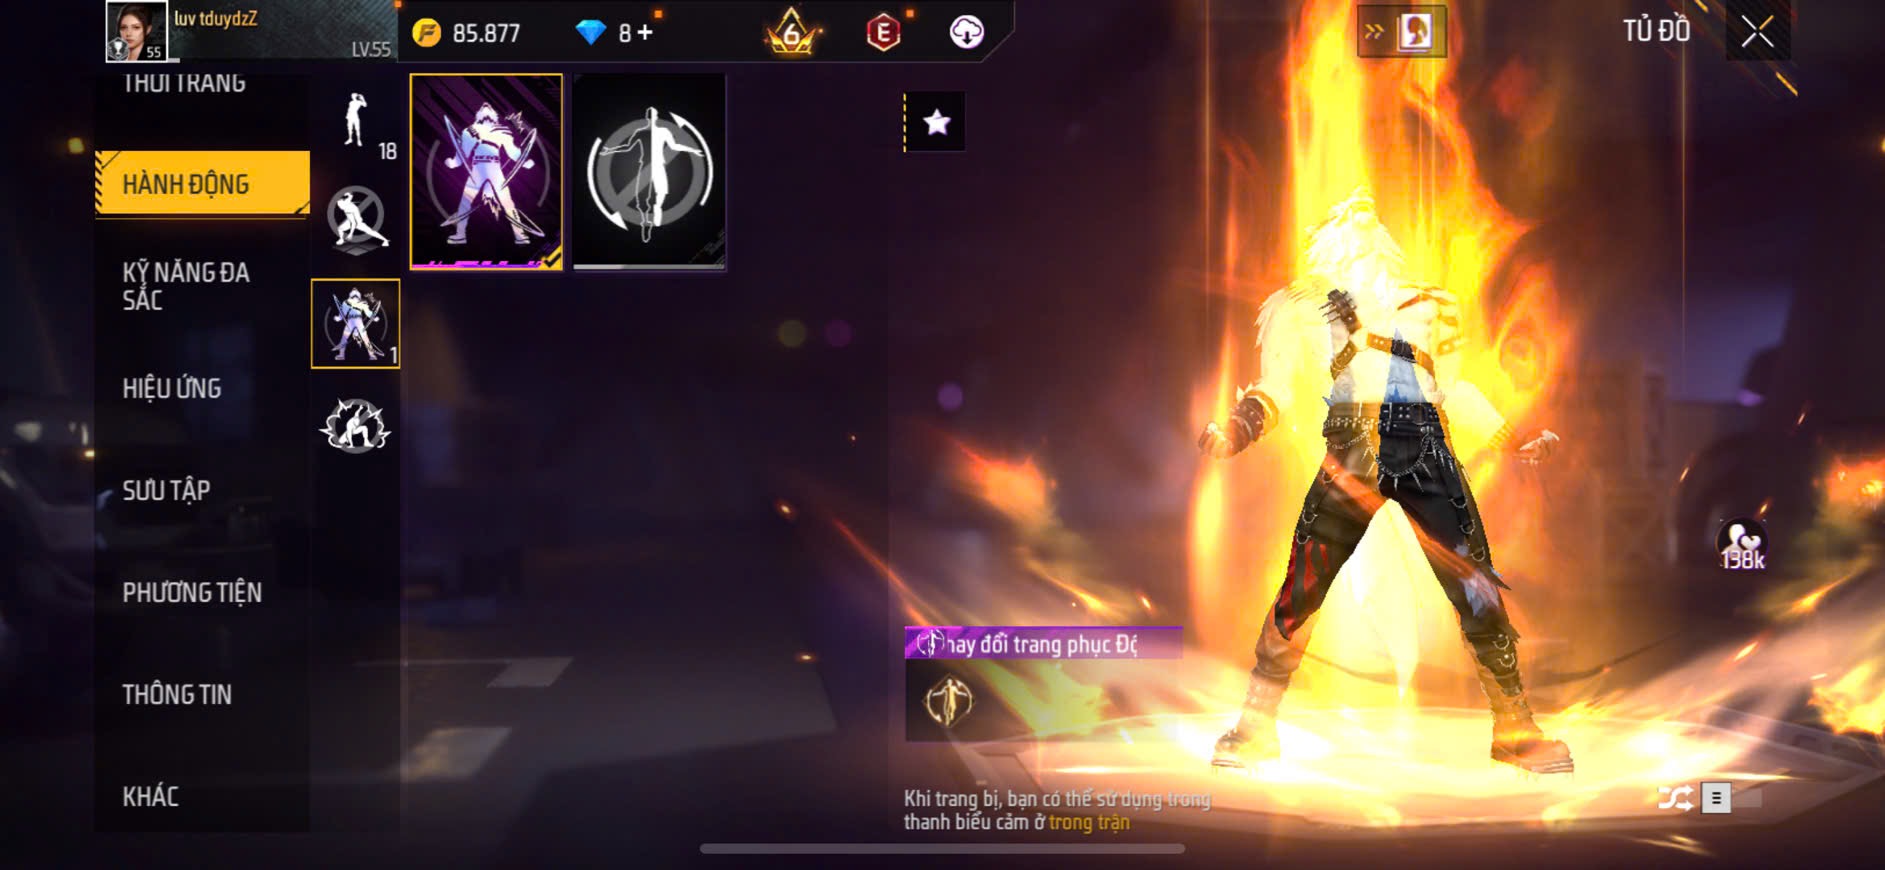 luv tduydzZ
55
LV.55
85.877
8+
6
E
TỦ ĐỒ
THỜI TRANG
HÀNH ĐỘNG
KỸ NĂNG ĐA
SẮC
HIỆU ỨNG
SƯU TẬP
PHƯƠNG TIỆN
THÔNG TIN
KHÁC
18
1
138k
hay đổi trang phục Độ
Khi trang bị, bạn có thể sử dụng trong
thanh biểu cảm ở trong trận